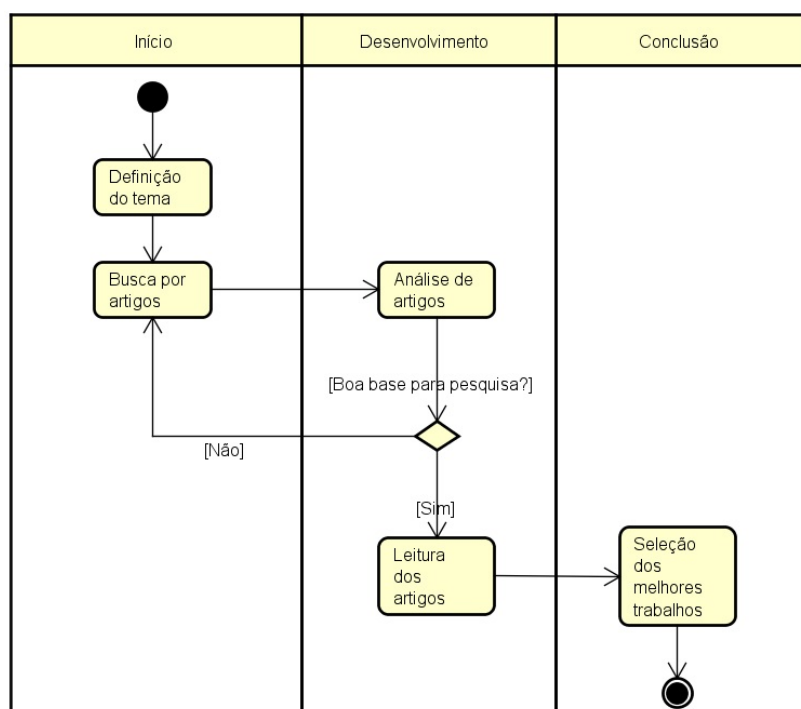 Início
Desenvolvimento
Conclusão
Definição
do tema
Busca por
artigos
Análise de
artigos
[Boa base para pesquisa?]
[Não]
[Sim]
Leitura
dos
artigos
Seleção
dos
melhores
trabalhos